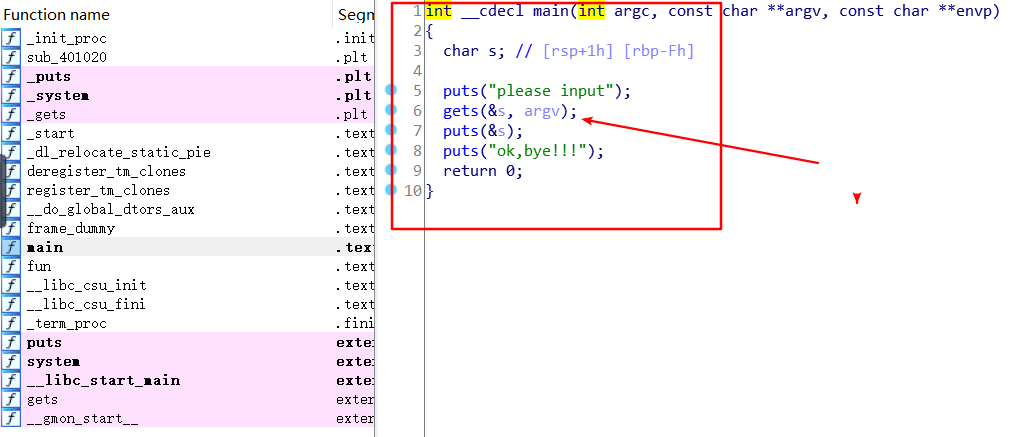 Function name Segm
f _init_proc .init
f sub_401020 .plt
f _puts .plt
f _system .plt
f _gets .plt
f _start .text
f _dl_relocate_static_pie .text
f deregister_tm_clones .text
f register_tm_clones .text
f __do_global_dtors_aux .text
f frame_dummy .text
f main .text
f fun .text
f __libc_csu_init .text
f __libc_csu_fini .text
f _term_proc .fini
f puts exter
f system exter
f __libc_start_main exter
f gets exter
f __gmon_start__ exter
1 int __cdecl main(int argc, const char **argv, const char **envp)
2 {
3 char s; // [rsp+1h] [rbp-Fh]
4
5 puts("please input");
6 gets(&s, argv);
7 puts(&s);
8 puts("ok,bye!!!");
9 return 0;
10 }